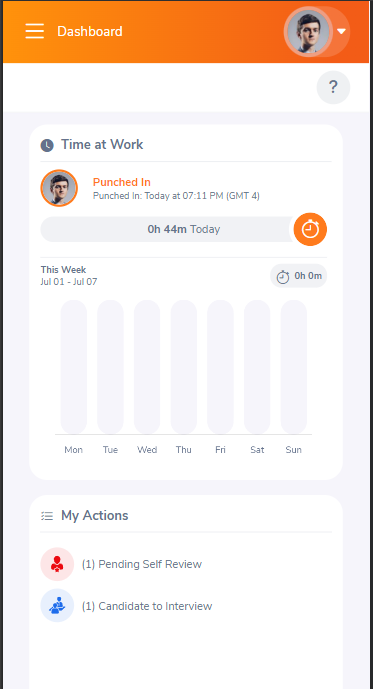 Dashboard
?
Time at Work
Punched In
Punched In: Today at 07:11 PM (GMT 4)
0h 44m Today
This Week
Jul 01 - Jul 07
0h 0m
Mon Tue Wed Thu Fri Sat Sun
My Actions
(1) Pending Self Review
(1) Candidate to Interview